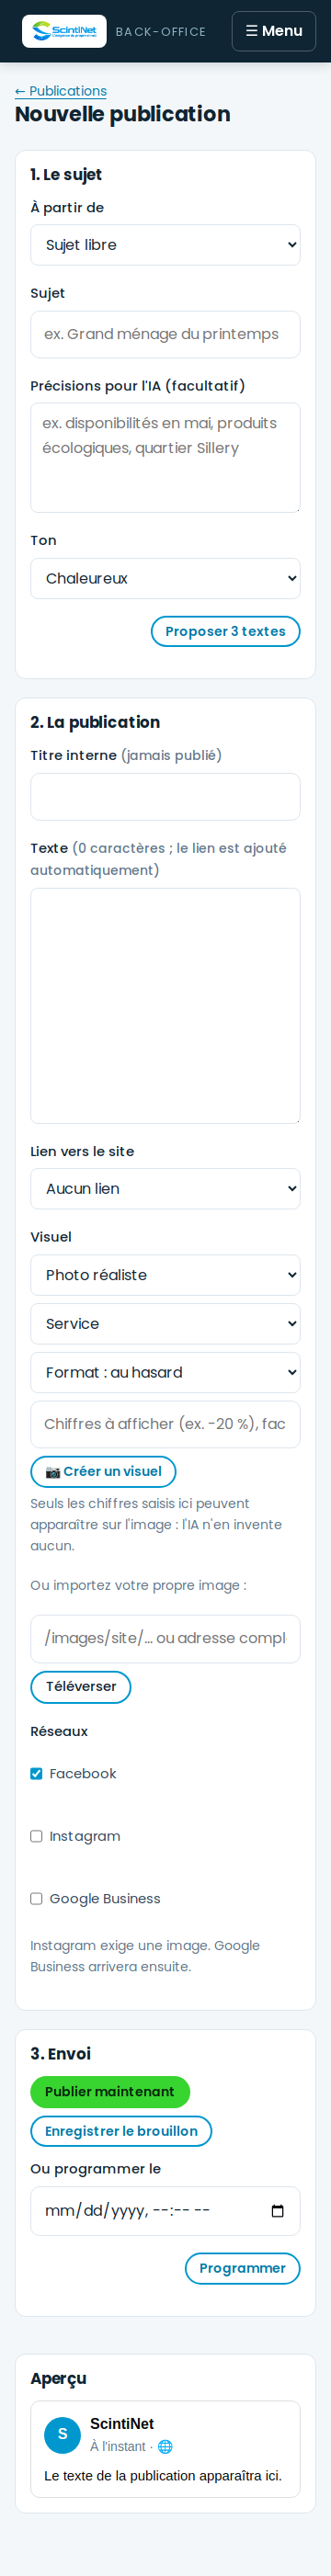 ScintiNet
BACK-OFFICE
☰ Menu
← Publications
Nouvelle publication
1. Le sujet
À partir de
Sujet libre
Sujet
ex. Grand ménage du printemps
Précisions pour l'IA (facultatif)
ex. disponibilités en mai, produits
écologiques, quartier Sillery
Ton
Chaleureux
Proposer 3 textes
2. La publication
Titre interne (jamais publié)
Texte (0 caractères ; le lien est ajouté
automatiquement)
Lien vers le site
Aucun lien
Visuel
Photo réaliste
Service
Format : au hasard
Chiffres à afficher (ex. -20 %), fac
📷 Créer un visuel
Seuls les chiffres saisis ici peuvent
apparaître sur l'image : l'IA n'en invente
aucun.
Ou importez votre propre image :
/images/site/... ou adresse compl
Téléverser
Réseaux
Facebook
Instagram
Google Business
Instagram exige une image. Google
Business arrivera ensuite.
3. Envoi
Publier maintenant
Enregistrer le brouillon
Ou programmer le
mm/dd/yyyy, --:-- --
Programmer
Aperçu
S
ScintiNet
À l'instant · 🌐
Le texte de la publication apparaîtra ici.